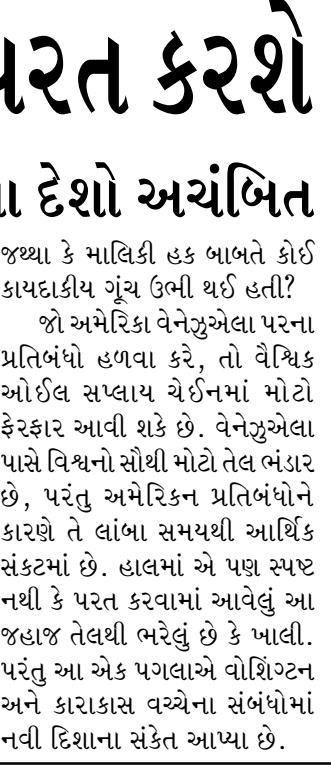 પરત કરશે
દેશો અચંબિત
જથ્થા કે માલિકી હક બાબતે કોઈ
કાયદાકીય ગૂંચ ઉભી થઈ હતી?
જો અમેરિકા વેનેઝુએલા પરના
પ્રતિબંધો હળવા કરે, તો વૈશ્વિક
ઓઈલ સપ્લાય ચેઈનમાં મોટો
ફેરફાર આવી શકે છે. વેનેઝુએલા
પાસે વિશ્વનો સૌથી મોટો તેલ ભંડાર
છે, પરંતુ અમેરિકન પ્રતિબંધોને
કારણે તે લાંબા સમયથી આર્થિક
સંકટમાં છે. હાલમાં એ પણ સ્પષ્ટ
નથી કે પરત કરવામાં આવેલું આ
જહાજ તેલથી ભરેલું છે કે ખાલી.
પરંતુ આ એક પગલાએ વોશિંગ્ટન
અને કારાકાસ વચ્ચેના સંબંધોમાં
નવી દિશાના સંકેત આપ્યા છે.